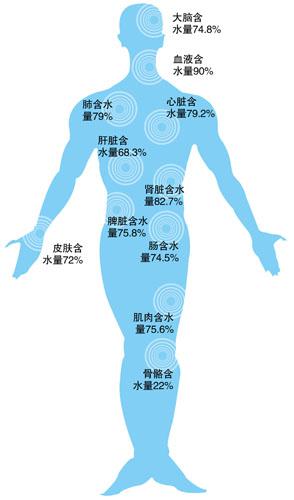 大脑含
水量74.8%
血液含
水量90%
肺含水
量79%
心脏含
水量79.2%
肝脏含
水量68.3%
肾脏含水
量82.7%
脾脏含水
量75.8%
肠含水
量74.5%
皮肤含
水量72%
肌肉含水
量75.6%
骨骼含
水量22%